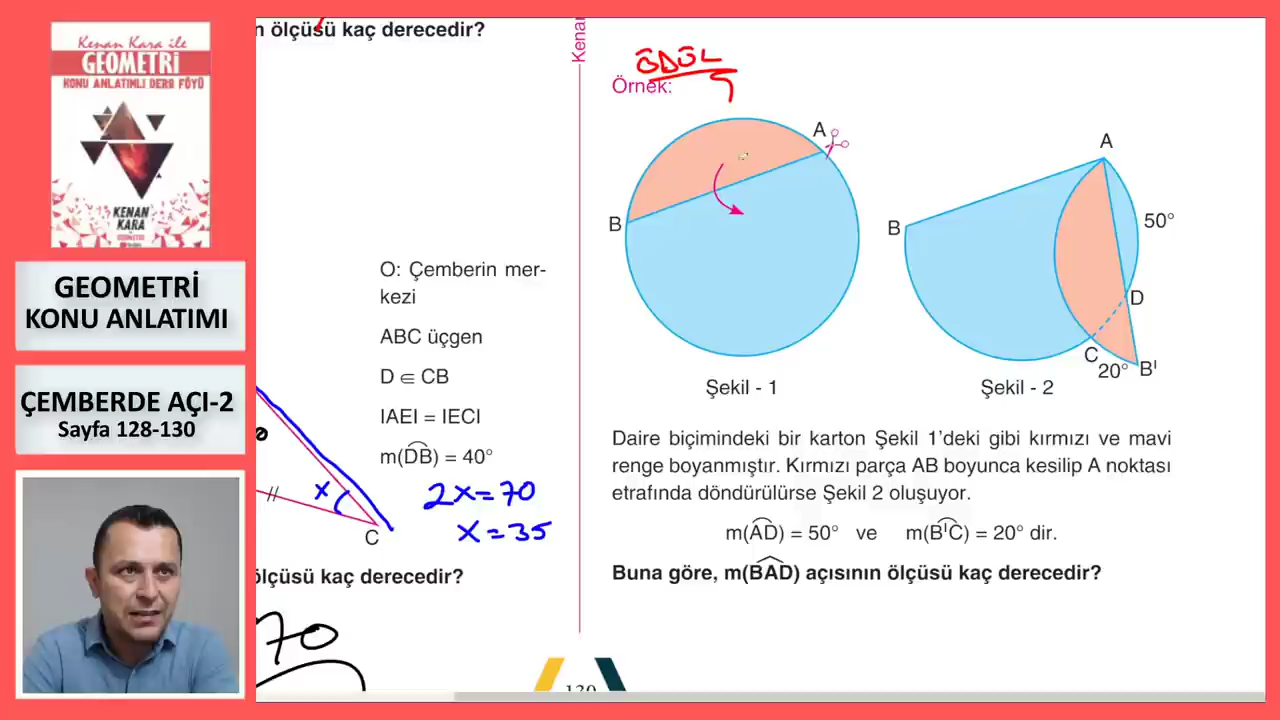 Kenan Kara ile
GEOMETRİ
KONU ANLATIMLI DERS FÖYÜ
KENAN
KARA
GEOMETRİ
KONU ANLATIMI
ÇEMBERDE AÇI-2
Sayfa 128-130
n ölçüsü kaç derecedir?
O: Çemberin mer-
kezi
ABC üçgen
D ∈ CB
IAEI = IECI
m(DB) = 40°
2x=70
x=35
x
C
ölçüsü kaç derecedir?
70
Kenan
ÖDÜL
Örnek:
A
B
Şekil - 1
A
B
50°
D
C
20°
B'
Şekil - 2
Daire biçimindeki bir karton Şekil 1'deki gibi kırmızı ve mavi
renge boyanmıştır. Kırmızı parça AB boyunca kesilip A noktası
etrafında döndürülürse Şekil 2 oluşuyor.
m(AD) = 50° ve m(B'C) = 20° dir.
Buna göre, m(BAD) açısının ölçüsü kaç derecedir?
130